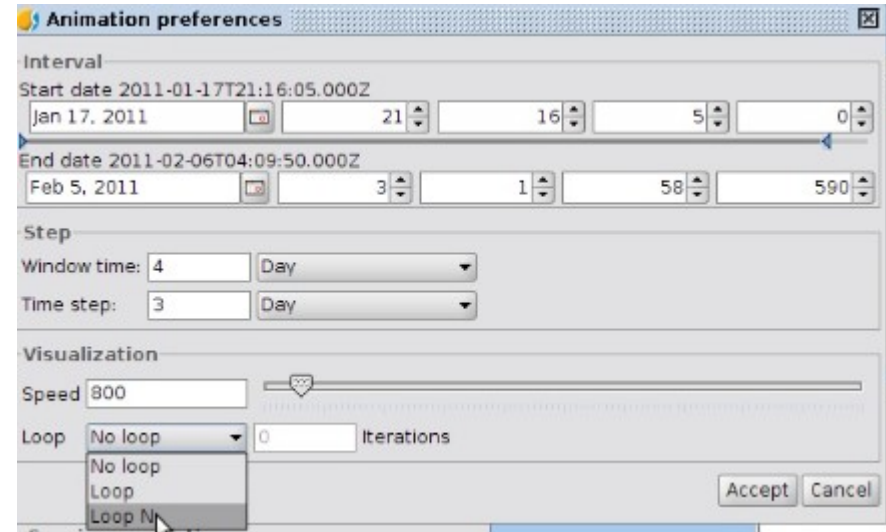 Animation preferences
Interval
Start date 2011-01-17T21:16:05.000Z
Jan 17, 2011 21 16 5 0
End date 2011-02-06T04:09:50.000Z
Feb 5, 2011 3 1 58 590
Step
Window time: 4 Day
Time step: 3 Day
Visualization
Speed 800
Loop No loop 0 Iterations
No loop
Loop
Loop N
Accept Cancel